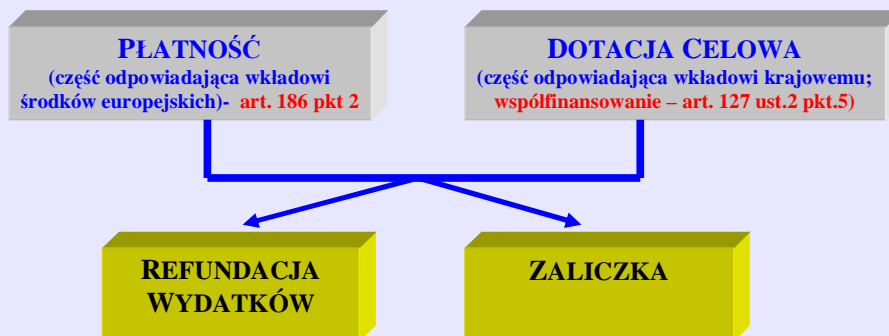 PŁATNOŚĆ
(część odpowiadająca wkładowi
środków europejskich)- art. 186 pkt 2
DOTACJA CELOWA
(część odpowiadająca wkładowi krajowemu;
współfinansowanie – art. 127 ust.2 pkt.5)
REFUNDACJA
WYDATKÓW
ZALICZKA